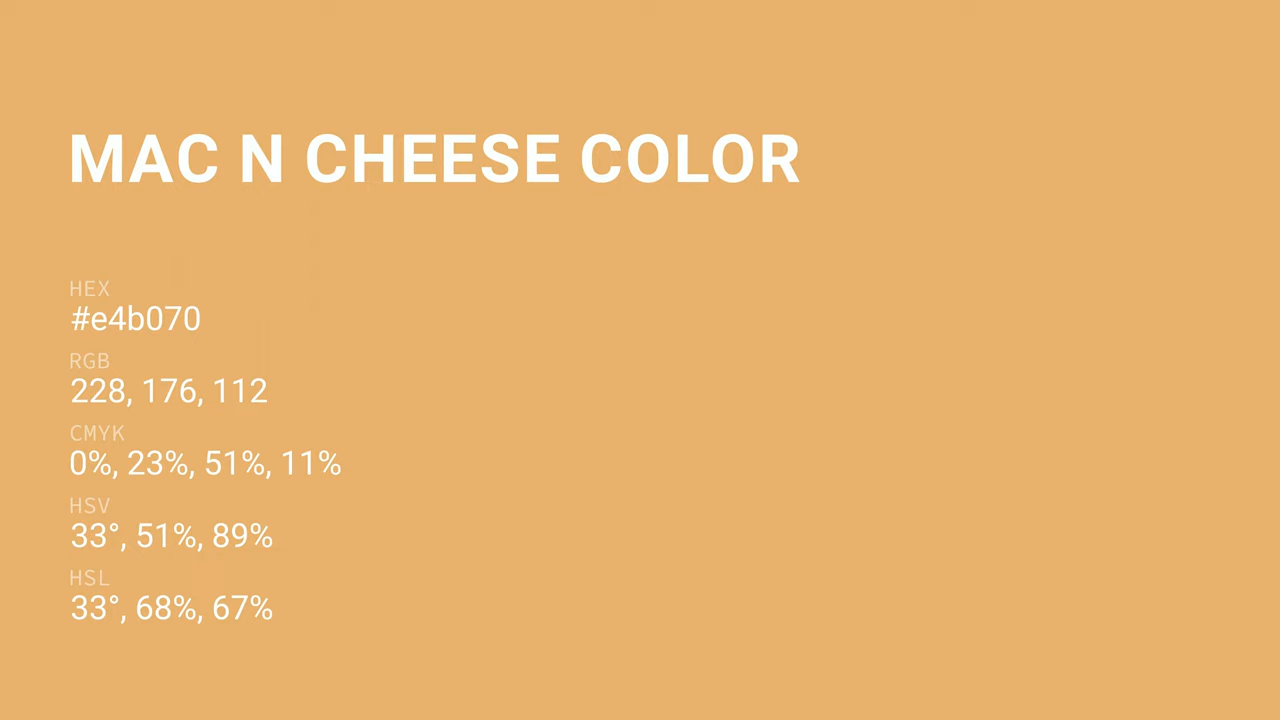 MAC N CHEESE COLOR
HEX
#e4b070
RGB
228, 176, 112
CMYK
0%, 23%, 51%, 11%
HSV
33°, 51%, 89%
HSL
33°, 68%, 67%